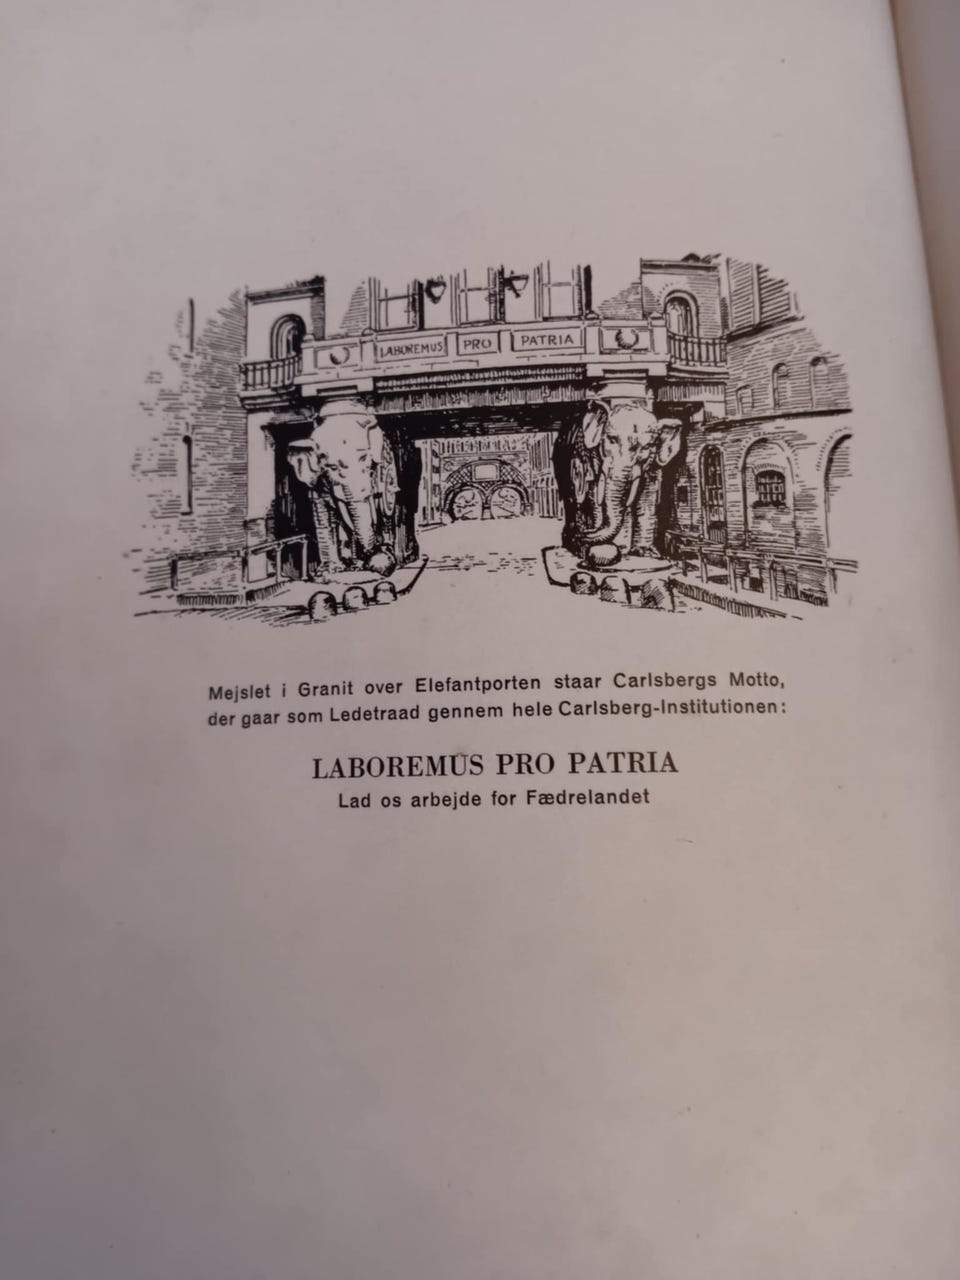 LABOREMUS PRO PATRIA
Mejslet i Granit over Elefantporten staar Carlsbergs Motto,
der gaar som Ledetraad gennem hele Carlsberg-Institutionen:
LABOREMUS PRO PATRIA
Lad os arbejde for Fædrelandet